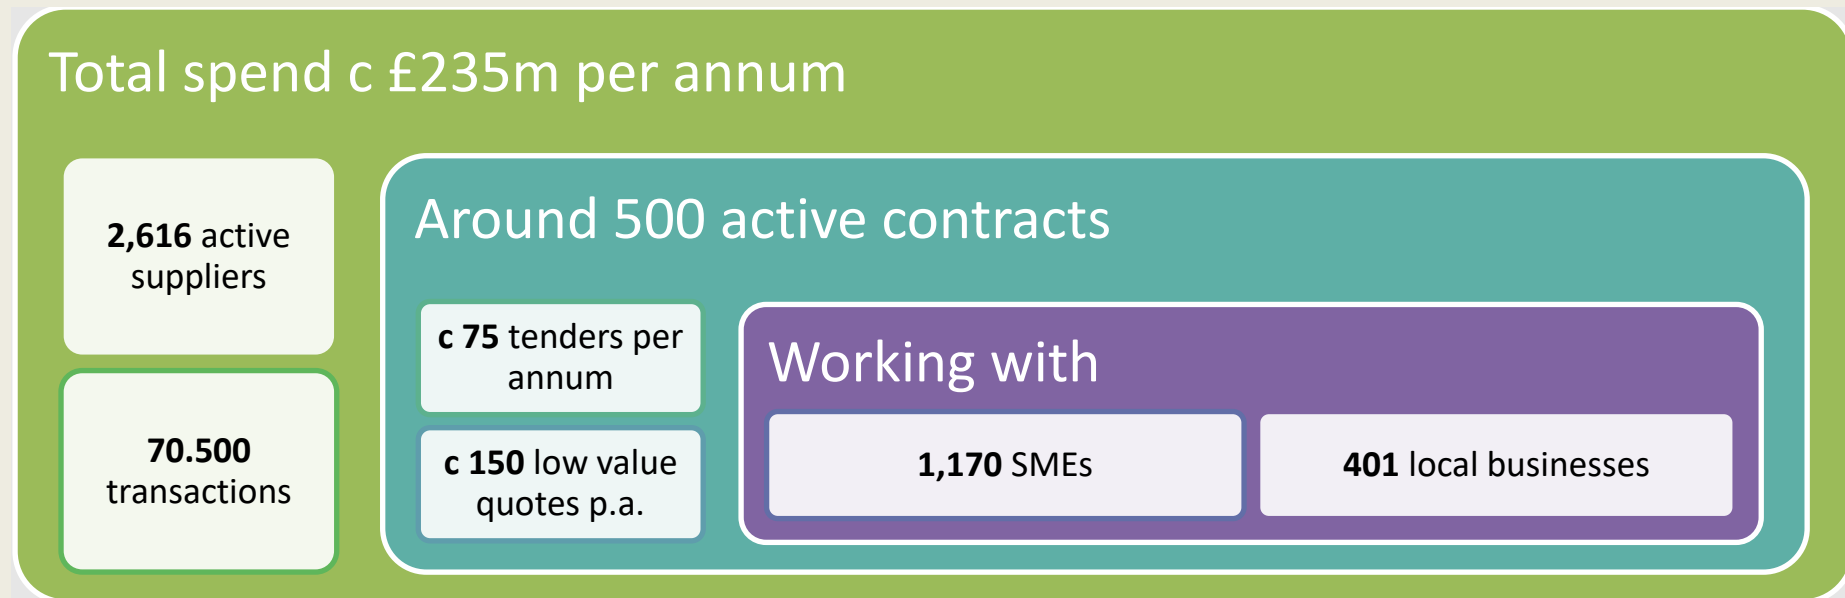 Total spend c £235m per annum
2,616 active
suppliers
70.500
transactions
Around 500 active contracts
c 75 tenders per
annum
c 150 low value
quotes p.a.
Working with
1,170 SMEs
401 local businesses